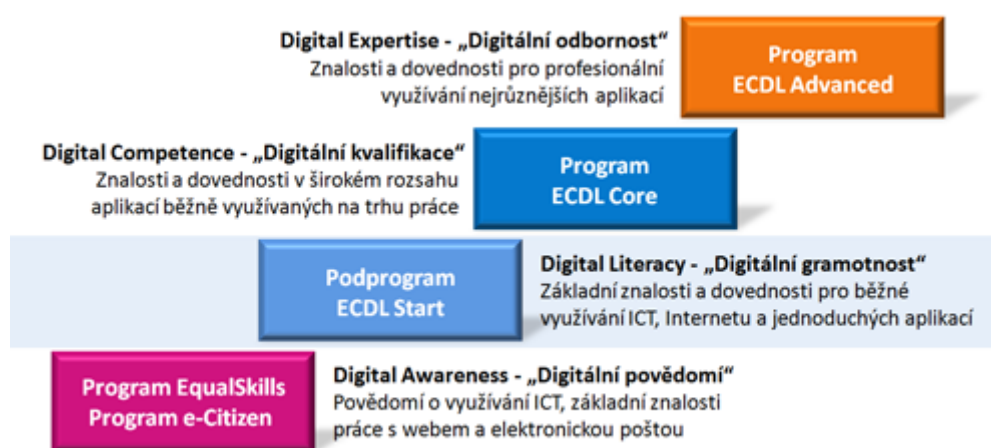 Digital Expertise - „Digitální odbornost“
Znalosti a dovednosti pro profesionální
využívání nejrůznějších aplikací
Program
ECDL Advanced
Digital Competence - „Digitální kvalifikace“
Znalosti a dovednosti v širokém rozsahu
aplikací běžně využívaných na trhu práce
Program
ECDL Core
Podprogram
ECDL Start
Digital Literacy - „Digitální gramotnost“
Základní znalosti a dovednosti pro běžné
využívání ICT, Internetu a jednoduchých aplikací
Program EqualSkills
Program e-Citizen
Digital Awareness - „Digitální povědomí“
Povědomí o využívání ICT, základní znalosti
práce s webem a elektronickou poštou